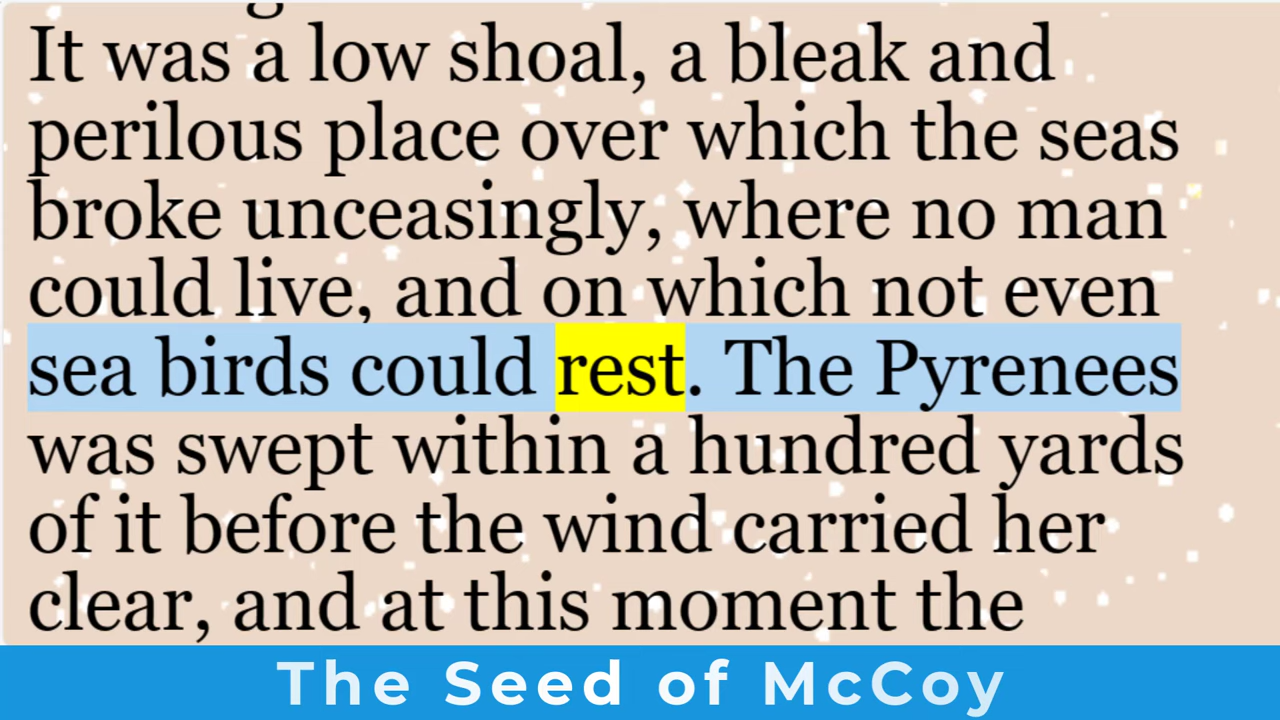 It was a low shoal, a bleak and
perilous place over which the seas
broke unceasingly, where no man
could live, and on which not even
sea birds could rest. The Pyrenees
was swept within a hundred yards
of it before the wind carried her
clear, and at this moment the
The Seed of McCoy